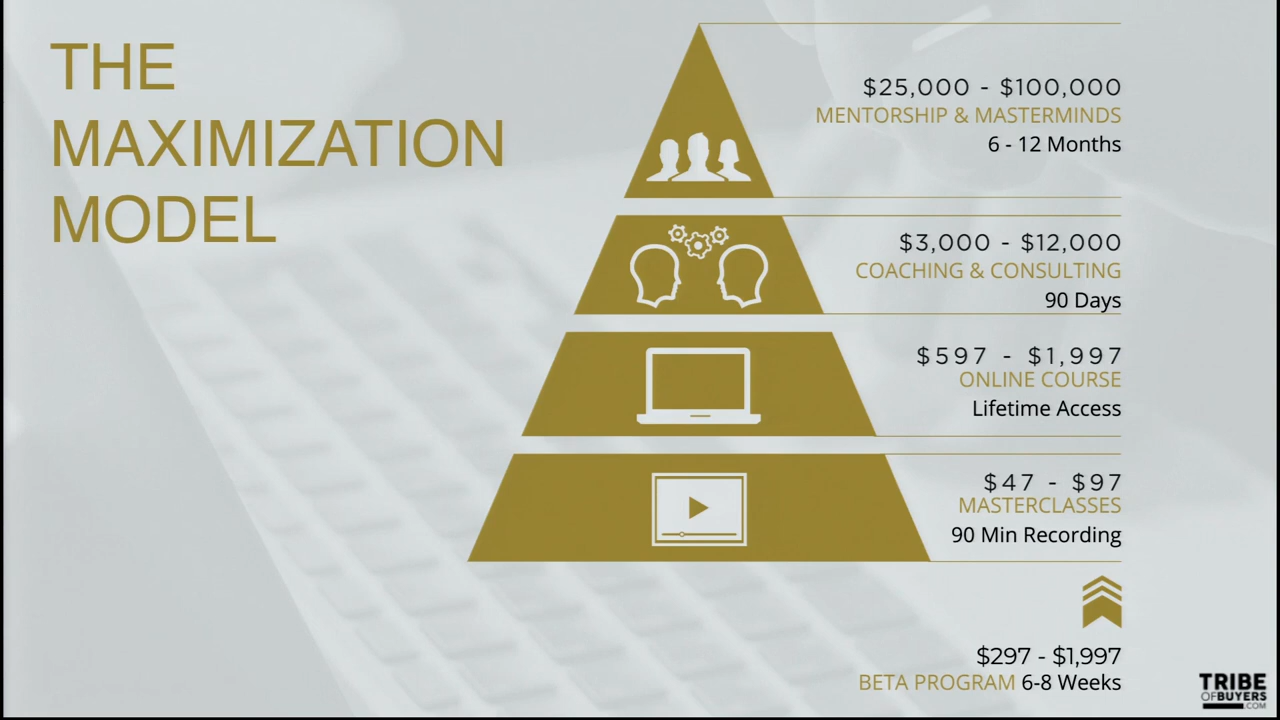 THE
MAXIMIZATION
MODEL
$25,000 - $100,000
MENTORSHIP & MASTERMINDS
6 - 12 Months
$3,000 - $12,000
COACHING & CONSULTING
90 Days
$597 - $1,997
ONLINE COURSE
Lifetime Access
$47 - $97
MASTERCLASSES
90 Min Recording
$297 - $1,997
BETA PROGRAM 6-8 Weeks
TRIBE
OFBUYERS
.COM